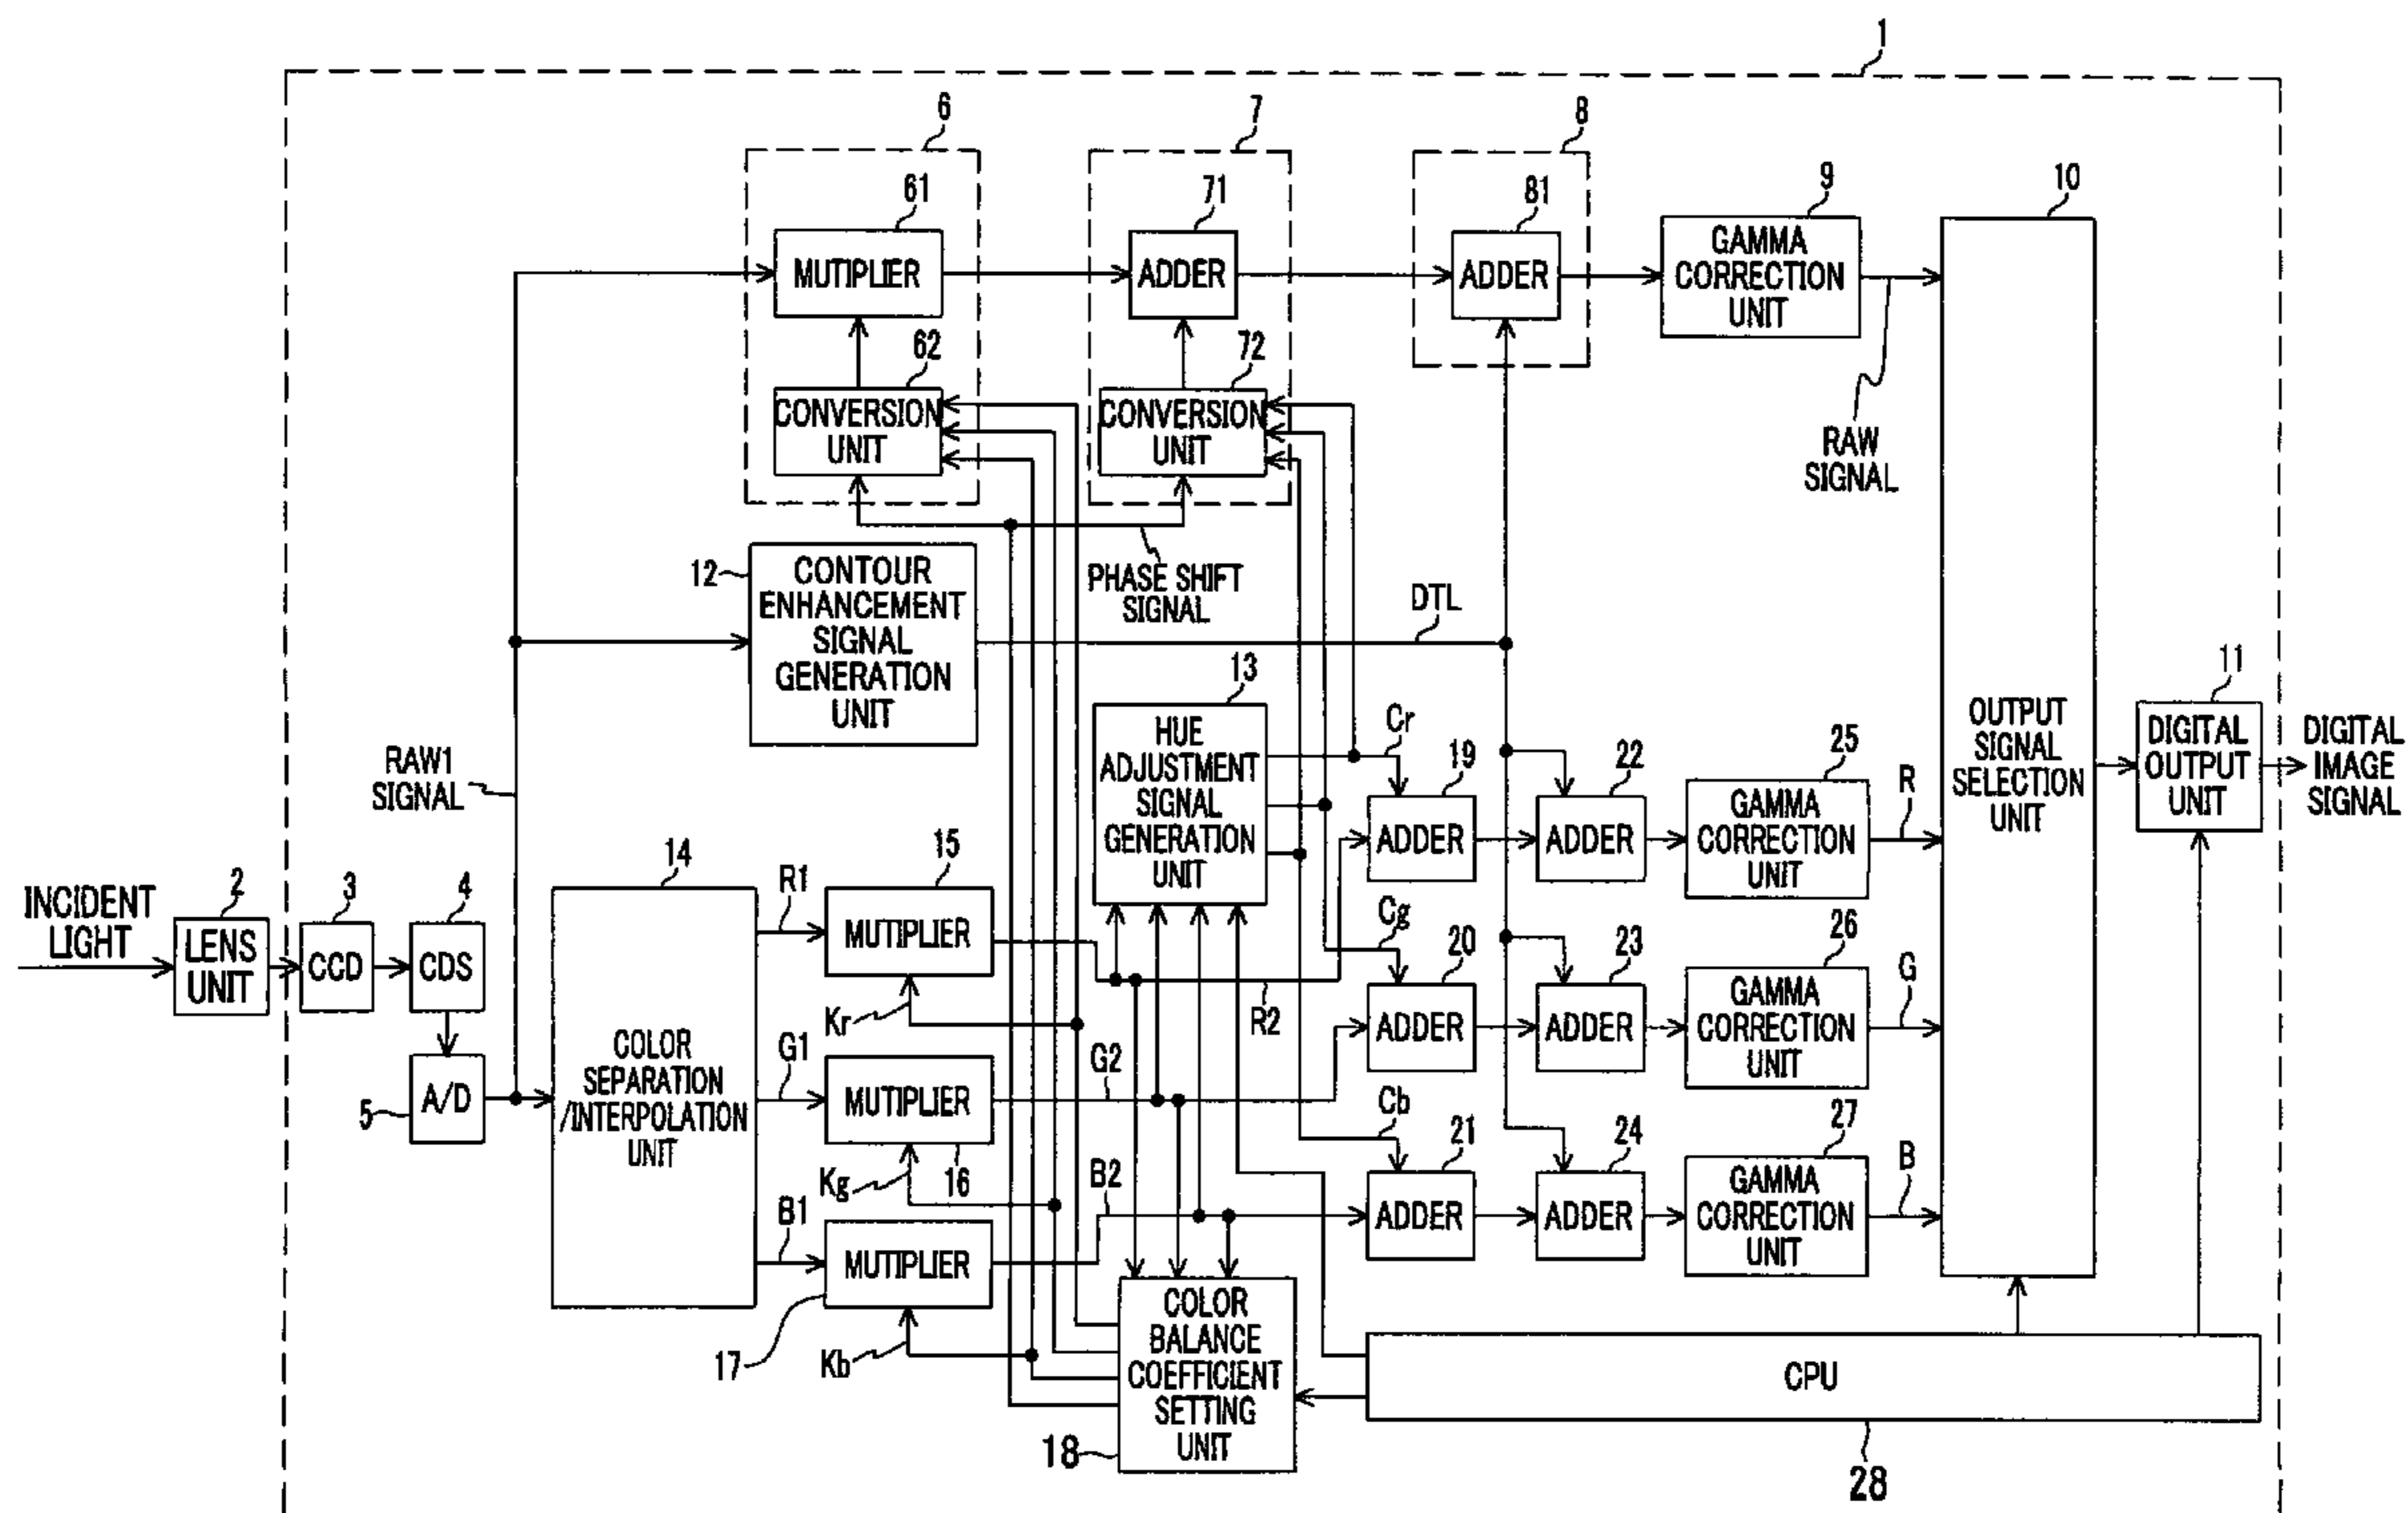 1
6
7
8
61
71
81
9
10
MUTIPLIER
ADDER
ADDER
GAMMA
CORRECTION
UNIT
62
72
CONVERSION
UNIT
CONVERSION
UNIT
RAW
SIGNAL
12
CONTOUR
ENHANCEMENT
SIGNAL
GENERATION
UNIT
PHASE SHIFT
SIGNAL
DTL
13
HUE
ADJUSTMENT
SIGNAL
GENERATION
UNIT
Cr
19
22
25
R
OUTPUT
SIGNAL
SELECTION
UNIT
11
DIGITAL
OUTPUT
UNIT
DIGITAL
IMAGE
SIGNAL
RAW1
SIGNAL
ADDER
ADDER
GAMMA
CORRECTION
UNIT
INCIDENT
LIGHT
2
LENS
UNIT
3
CCD
4
CDS
5
A/D
14
COLOR
SEPARATION
/INTERPOLATION
UNIT
R1
15
MUTIPLIER
Kr
R2
Cg
20
ADDER
23
ADDER
26
GAMMA
CORRECTION
UNIT
G
G1
MUTIPLIER
16
Kg
G2
Cb
21
ADDER
24
ADDER
27
GAMMA
CORRECTION
UNIT
B
B1
MUTIPLIER
17
Kb
B2
COLOR
BALANCE
COEFFICIENT
SETTING
UNIT
18
CPU
28